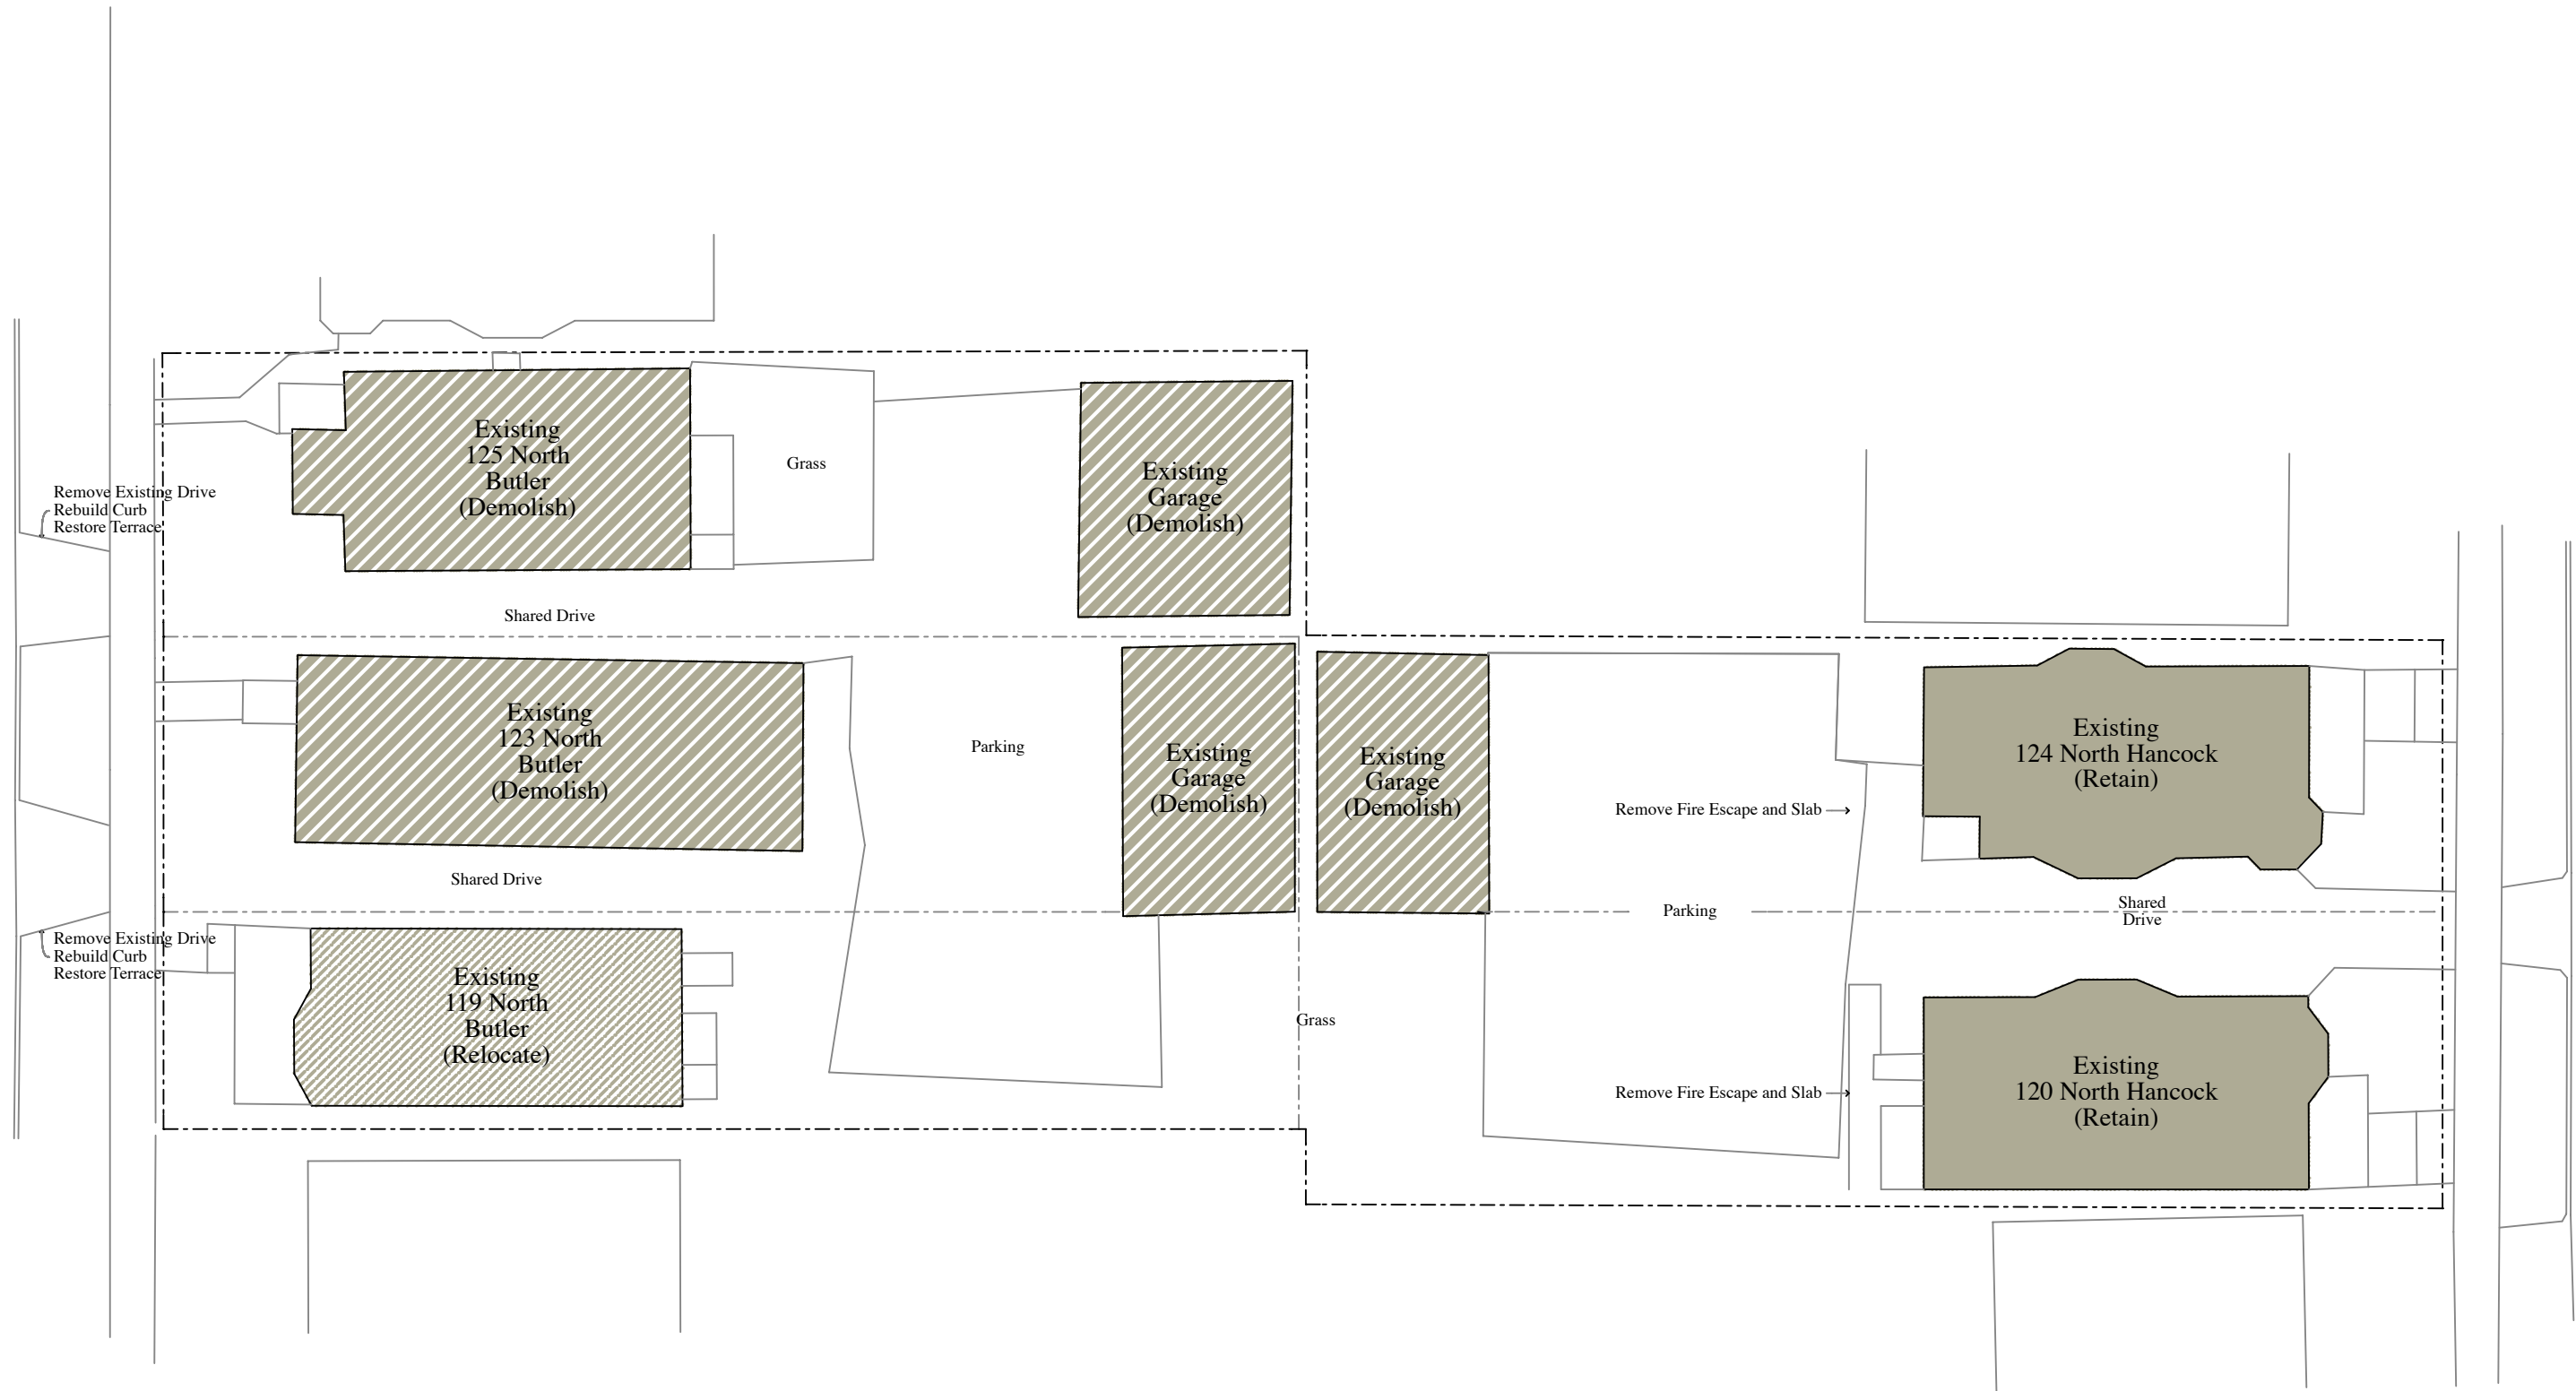 Existing
125 North
Butler
(Demolish)
Grass
Existing
Garage
(Demolish)
Remove Existing Drive
Rebuild Curb
Restore Terrace
Shared Drive
Existing
123 North
Butler
(Demolish)
Parking
Existing
Garage
(Demolish)
Existing
Garage
(Demolish)
Remove Fire Escape and Slab
Existing
124 North Hancock
(Retain)
Shared Drive
Parking
Shared
Drive
Remove Existing Drive
Rebuild Curb
Restore Terrace
Existing
119 North
Butler
(Relocate)
Grass
Remove Fire Escape and Slab
Existing
120 North Hancock
(Retain)